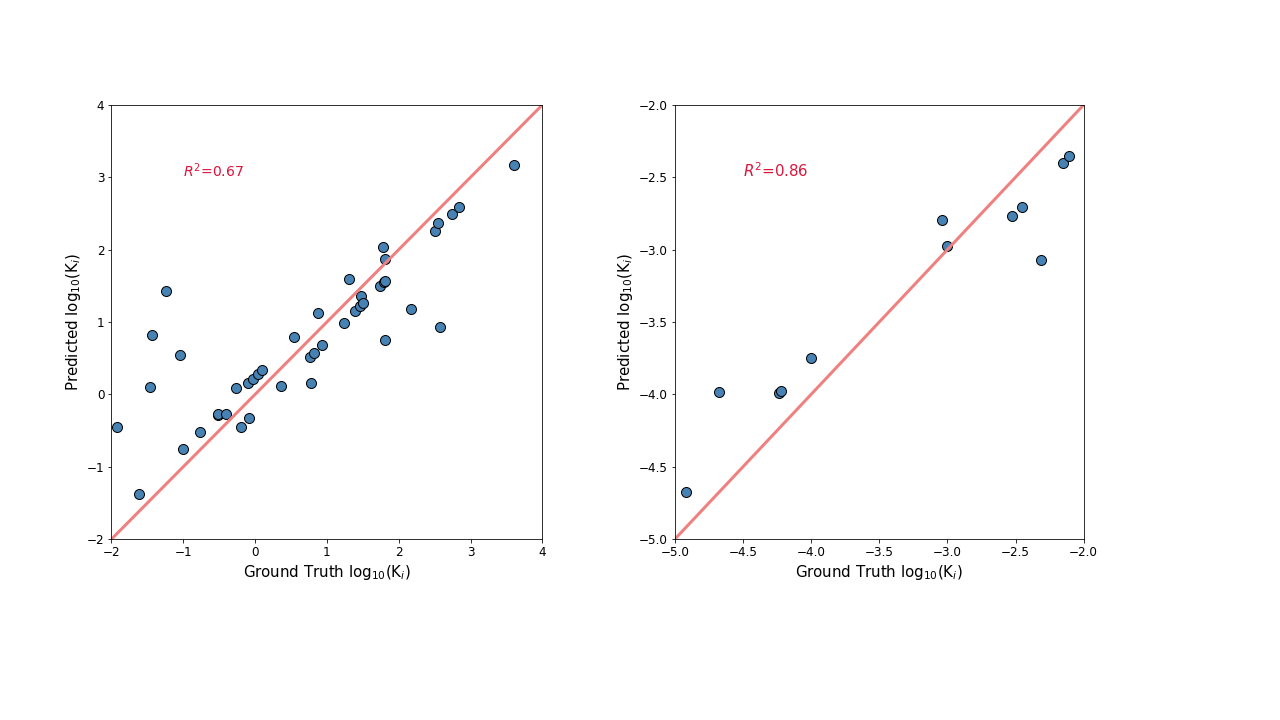 4
3
2
1
0
−1
−2
−2 −1 0 1 2 3 4
Predicted log₁₀(Kᵢ)
Ground Truth log₁₀(Kᵢ)
R²=0.67
−2.0
−2.5
−3.0
−3.5
−4.0
−4.5
−5.0
−5.0 −4.5 −4.0 −3.5 −3.0 −2.5 −2.0
Predicted log₁₀(Kᵢ)
Ground Truth log₁₀(Kᵢ)
R²=0.86